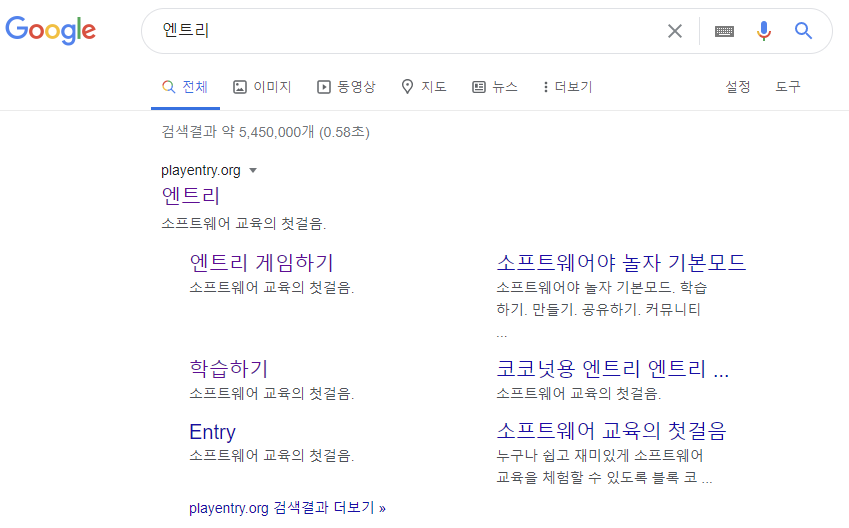 Google
엔트리
전체 이미지 동영상 지도 뉴스 더보기 설정 도구
검색결과 약 5,450,000개 (0.58초)
playentry.org
엔트리
소프트웨어 교육의 첫걸음.
엔트리 게임하기
소프트웨어 교육의 첫걸음.
소프트웨어야 놀자 기본모드
소프트웨어야 놀자 기본모드. 학습
하기. 만들기. 공유하기. 커뮤니티
...
학습하기
소프트웨어 교육의 첫걸음.
코코넛용 엔트리 엔트리 ...
소프트웨어 교육의 첫걸음.
Entry
소프트웨어 교육의 첫걸음.
소프트웨어 교육의 첫걸음
누구나 쉽고 재미있게 소프트웨어
교육을 체험할 수 있도록 블록 코 ...
playentry.org 검색결과 더보기 »